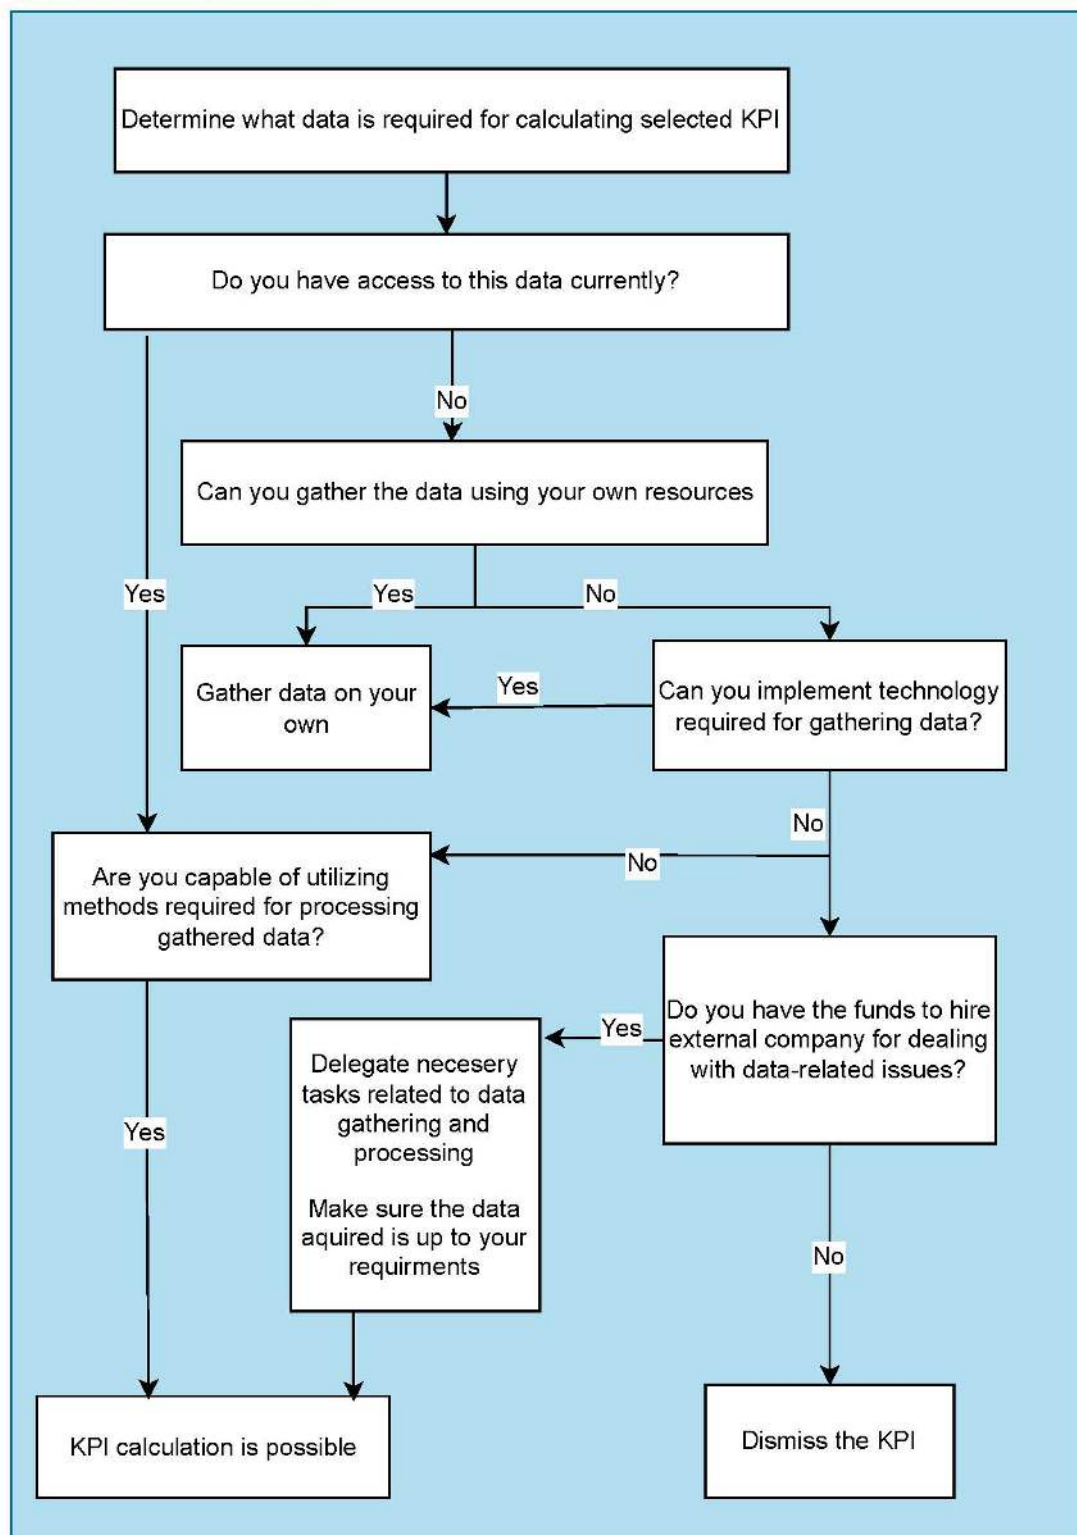 Determine what data is required for calculating selected KPI
Do you have access to this data currently?
No
Can you gather the data using your own resources
Yes
Yes
No
Gather data on your
own
Yes
Can you implement technology
required for gathering data?
No
No
Are you capable of utilizing
methods required for processing
gathered data?
Do you have the funds to hire
external company for dealing
with data-related issues?
Yes
Delegate necesery
tasks related to data
gathering and
processing
Make sure the data
aquired is up to your
requirments
Yes
No
KPI calculation is possible
Dismiss the KPI